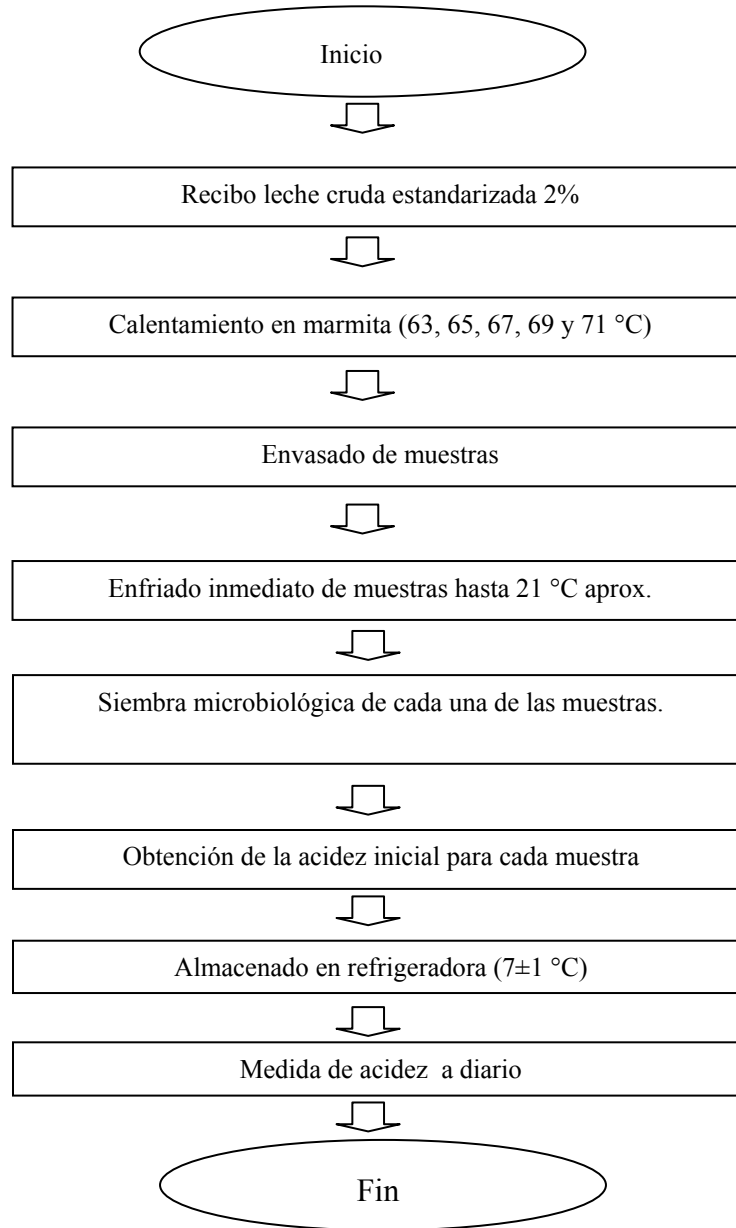 Inicio
Recibo leche cruda estandarizada 2%
Calentamiento en marmita (63, 65, 67, 69 y 71 °C)
Envasado de muestras
Enfriado inmediato de muestras hasta 21 °C aprox.
Siembra microbiológica de cada una de las muestras.
Obtención de la acidez inicial para cada muestra
Almacenado en refrigeradora (7±1 °C)
Medida de acidez a diario
Fin